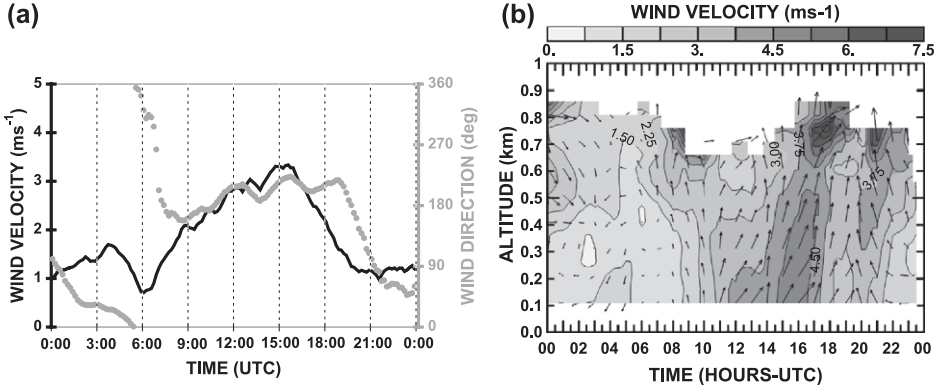 (a)
WIND VELOCITY (ms-1)
WIND DIRECTION (deg)
5
4
3
2
1
0
360
270
180
90
0
0:00 3:00 6:00 9:00 12:00 15:00 18:00 21:00 0:00
TIME (UTC)
(b)
WIND VELOCITY (ms-1)
0. 1.5 3. 4.5 6. 7.5
ALTITUDE (km)
1
0.9
0.8
0.7
0.6
0.5
0.4
0.3
0.2
0.1
0.0
1.50
2.25
3.00
3.75
3.75
4.50
00 02 04 06 08 10 12 14 16 17 20 22 00
TIME (HOURS-UTC)